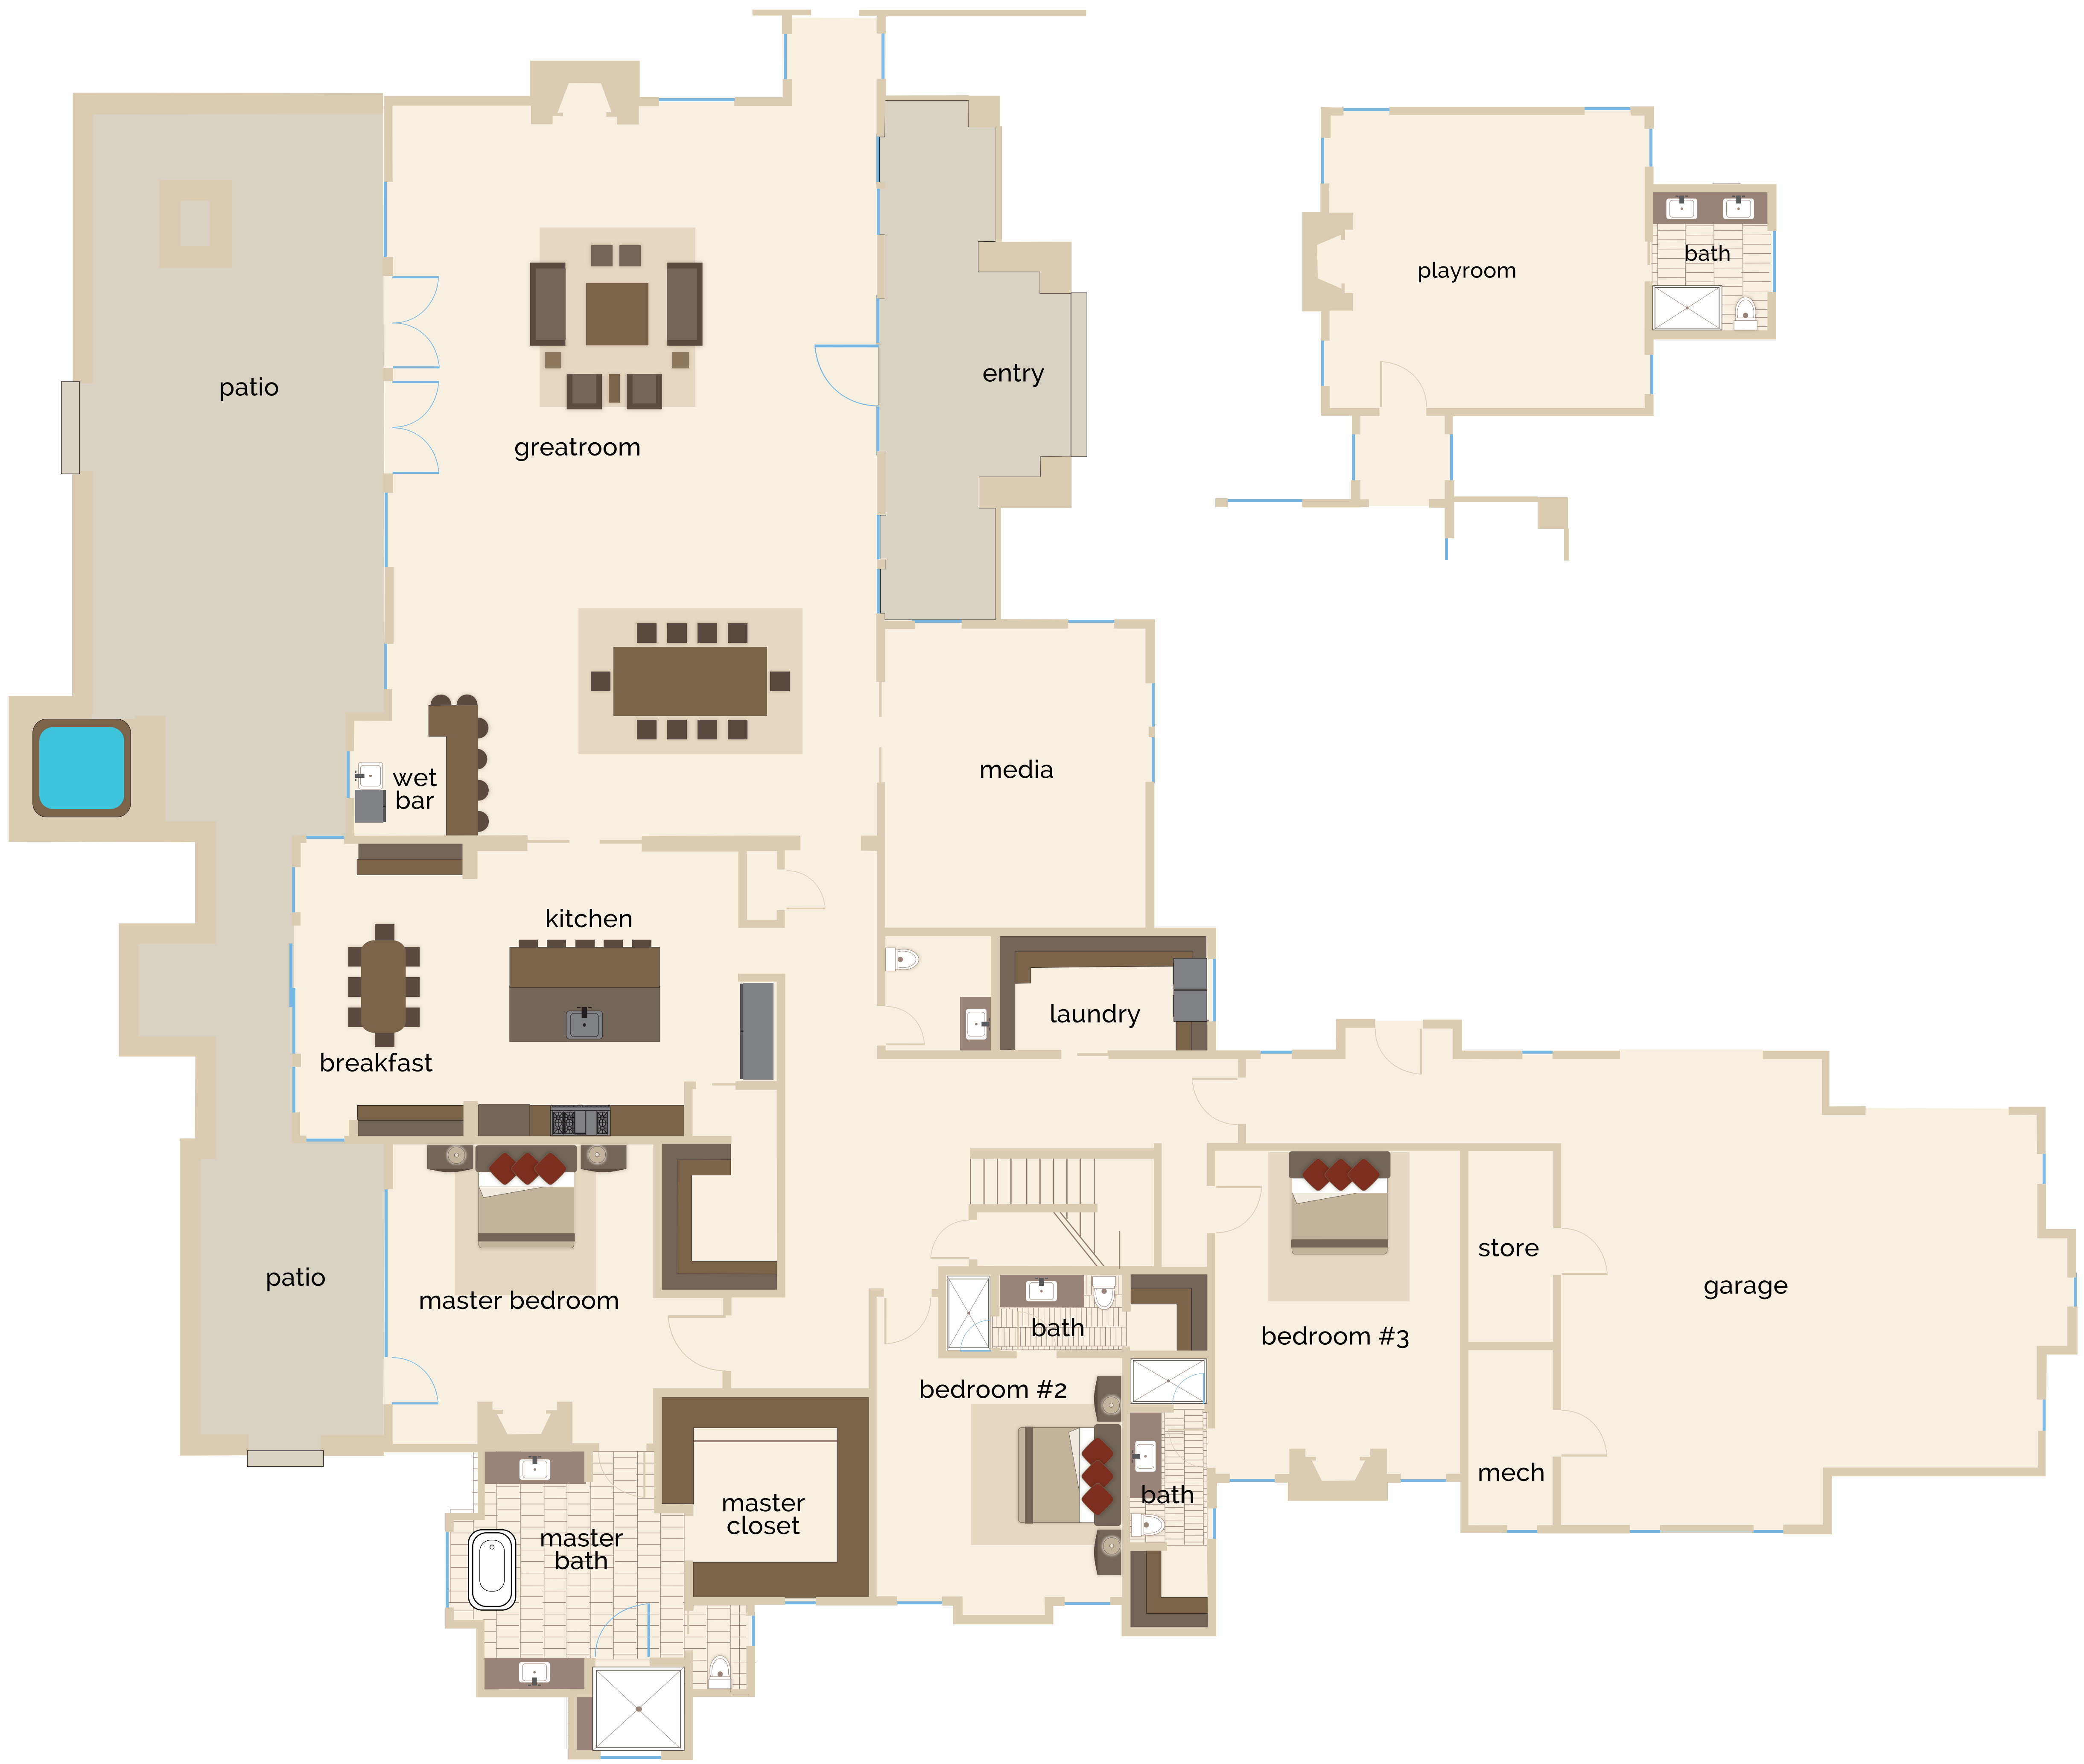 playroom
bath
patio
entry
greatroom
wet
bar
media
kitchen
laundry
breakfast
store
patio
master bedroom
garage
bath
bedroom #3
bedroom #2
mech
bath
master
closet
master
bath